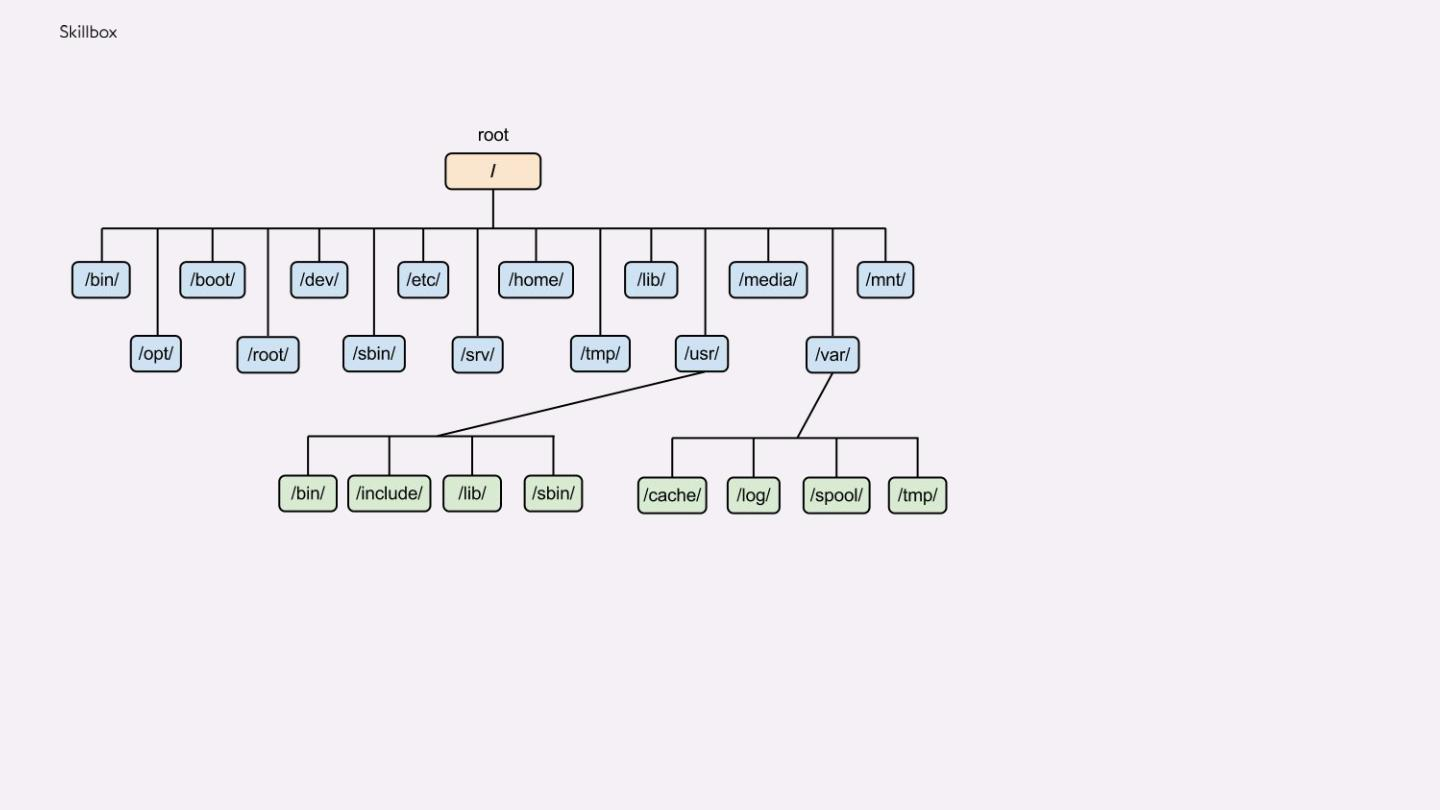 Skillbox
root
/
/bin/ /boot/ /dev/ /etc/ /home/ /lib/ /media/ /mnt/
/opt/ /root/ /sbin/ /srv/ /tmp/ /usr/ /var/
/bin/ /include/ /lib/ /sbin/ /cache/ /log/ /spool/ /tmp/